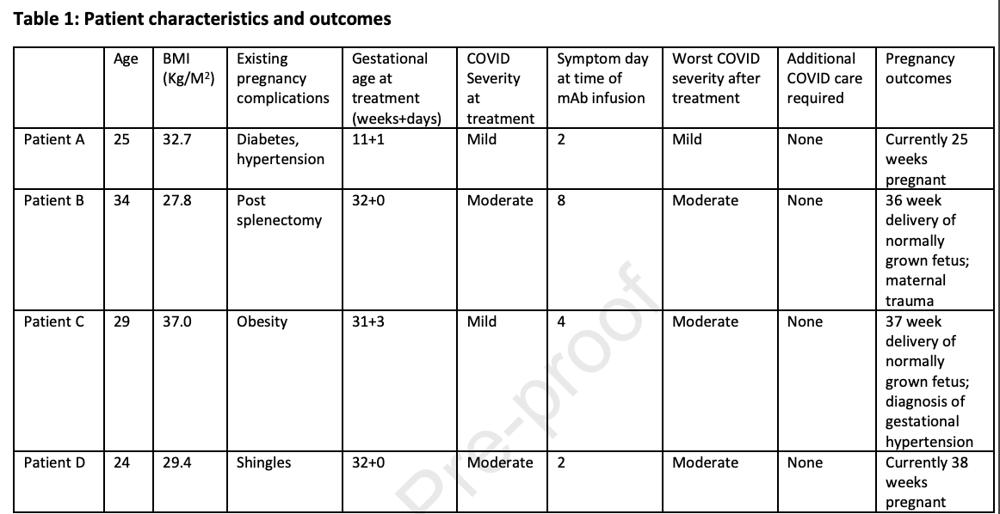 Table 1: Patient characteristics and outcomes
Age
BMI
(Kg/M²)
Existing
pregnancy
complications
Gestational
age at
treatment
(weeks+days)
COVID
Severity
at
treatment
Symptom day
at time of
mAb infusion
Worst COVID
severity after
treatment
Additional
COVID care
required
Pregnancy
outcomes
Patient A
25
32.7
Diabetes,
hypertension
11+1
Mild
2
Mild
None
Currently 25
weeks
pregnant
Patient B
34
27.8
Post
splenectomy
32+0
Moderate
8
Moderate
None
36 week
delivery of
normally
grown fetus;
maternal
trauma
Patient C
29
37.0
Obesity
31+3
Mild
4
Moderate
None
37 week
delivery of
normally
grown fetus;
diagnosis of
gestational
hypertension
Patient D
24
29.4
Shingles
32+0
Moderate
2
Moderate
None
Currently 38
weeks
pregnant
Pre-proof